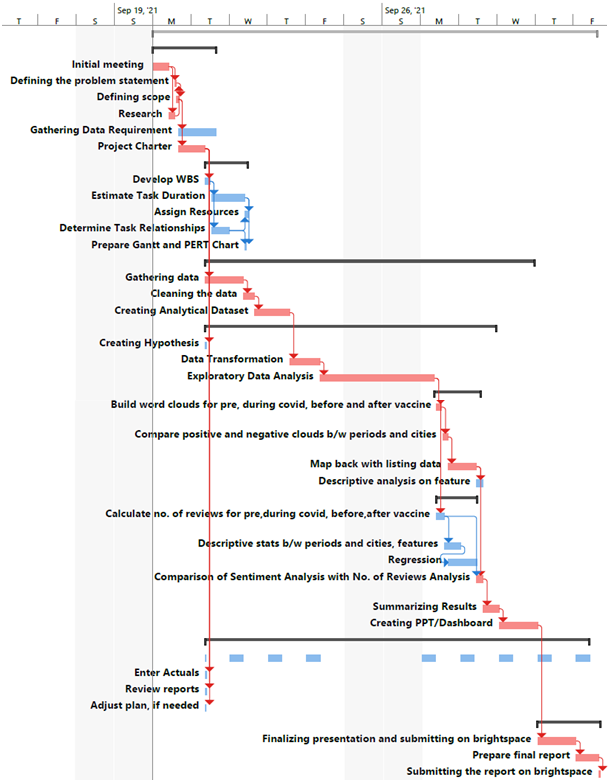 Sep 19, '21 Sep 26, '21
T F S S M T W T F S S M T W T F
Initial meeting
Defining the problem statement
Defining scope
Research
Gathering Data Requirement
Project Charter
Develop WBS
Estimate Task Duration
Assign Resources
Determine Task Relationships
Prepare Gantt and PERT Chart
Gathering data
Cleaning the data
Creating Analytical Dataset
Creating Hypothesis
Data Transformation
Exploratory Data Analysis
Build word clouds for pre, during covid, before and after vaccine
Compare positive and negative clouds b/w periods and cities
Map back with listing data
Descriptive analysis on feature
Calculate no. of reviews for pre,during covid, before,after vaccine
Descriptive stats b/w periods and cities, features
Regression
Comparison of Sentiment Analysis with No. of Reviews Analysis
Summarizing Results
Creating PPT/Dashboard
Enter Actuals
Review reports
Adjust plan, if needed
Finalizing presentation and submitting on brightspace
Prepare final report
Submitting the report on brightspace